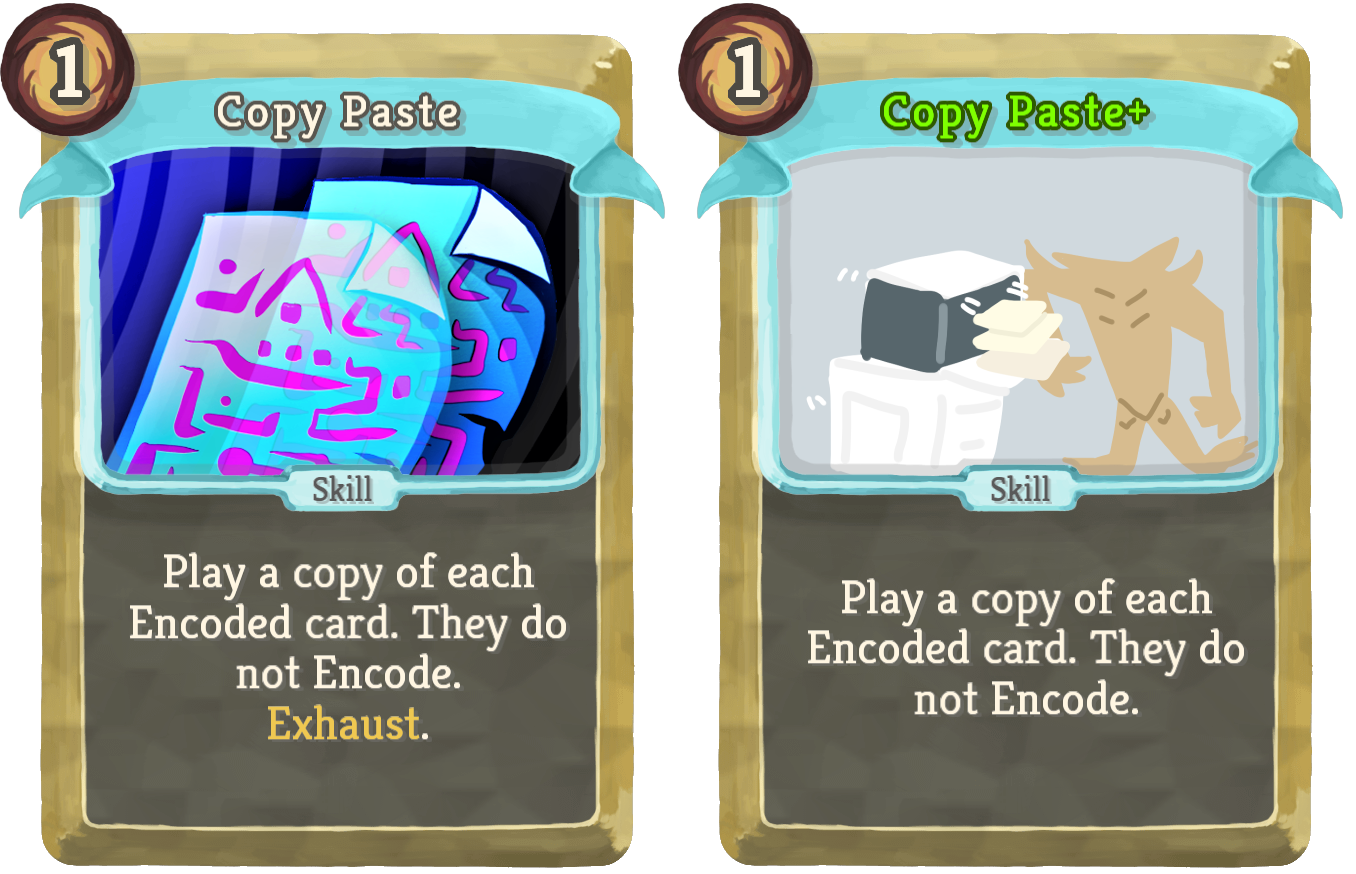 1
Copy Paste
Skill
Play a copy of each
Encoded card. They do
not Encode.
Exhaust.
1
Copy Paste+
Skill
Play a copy of each
Encoded card. They do
not Encode.